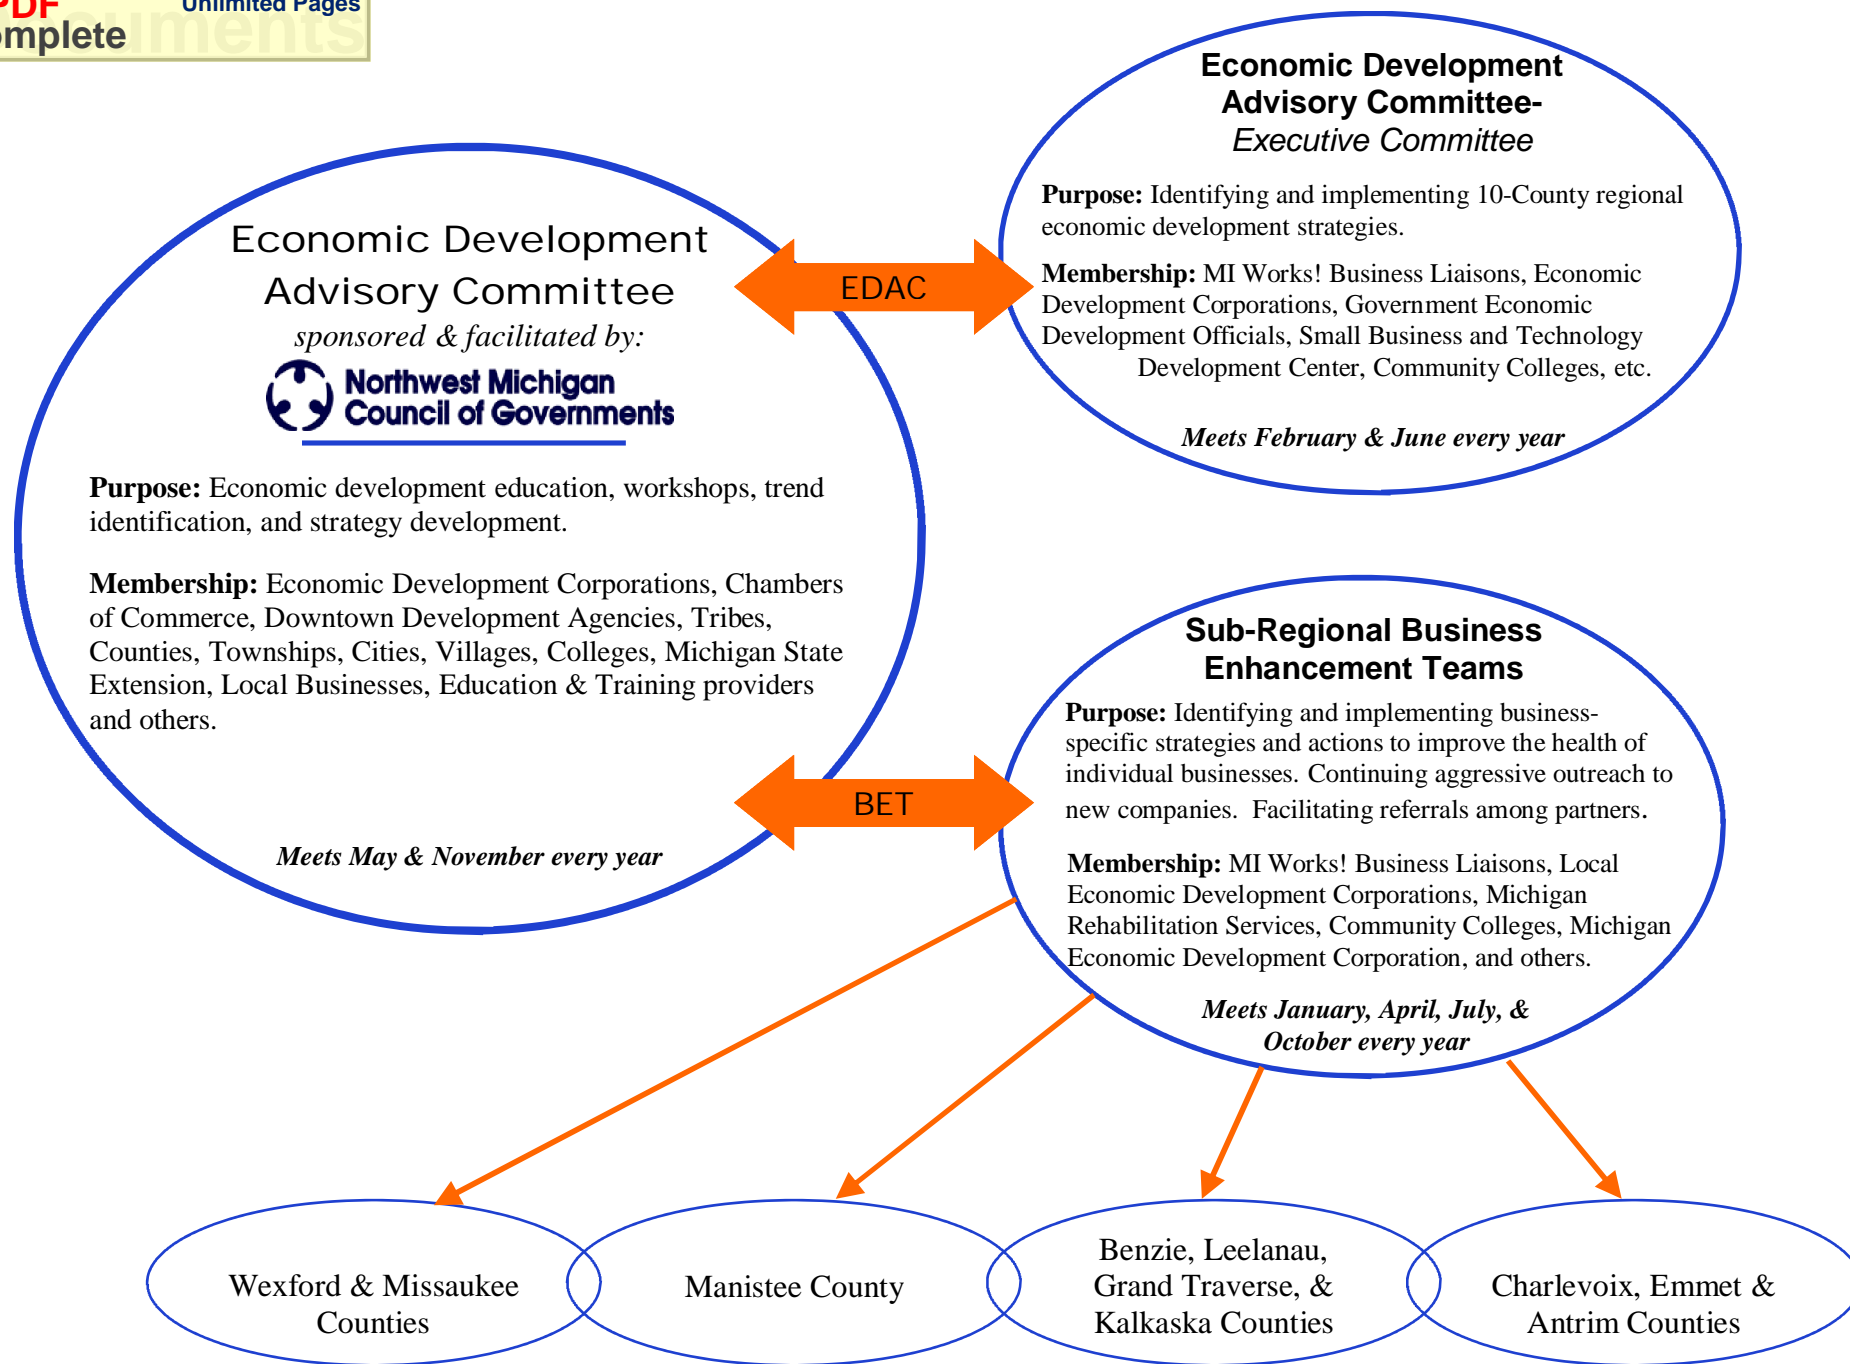 PDF
Complete
Unlimited Pages
Documents
Economic Development
Advisory Committee
sponsored & facilitated by:
Northwest Michigan
Council of Governments
Purpose: Economic development education, workshops, trend
identification, and strategy development.
Membership: Economic Development Corporations, Chambers
of Commerce, Downtown Development Agencies, Tribes,
Counties, Townships, Cities, Villages, Colleges, Michigan State
Extension, Local Businesses, Education & Training providers
and others.
Meets May & November every year
EDAC
BET
Economic Development
Advisory Committee-
Executive Committee
Purpose: Identifying and implementing 10-County regional
economic development strategies.
Membership: MI Works! Business Liaisons, Economic
Development Corporations, Government Economic
Development Officials, Small Business and Technology
Development Center, Community Colleges, etc.
Meets February & June every year
Sub-Regional Business
Enhancement Teams
Purpose: Identifying and implementing business-
specific strategies and actions to improve the health of
individual businesses. Continuing aggressive outreach to
new companies.  Facilitating referrals among partners.
Membership: MI Works! Business Liaisons, Local
Economic Development Corporations, Michigan
Rehabilitation Services, Community Colleges, Michigan
Economic Development Corporation, and others.
Meets January, April, July, &
October every year
Wexford & Missaukee
Counties
Manistee County
Benzie, Leelanau,
Grand Traverse, &
Kalkaska Counties
Charlevoix, Emmet &
Antrim Counties